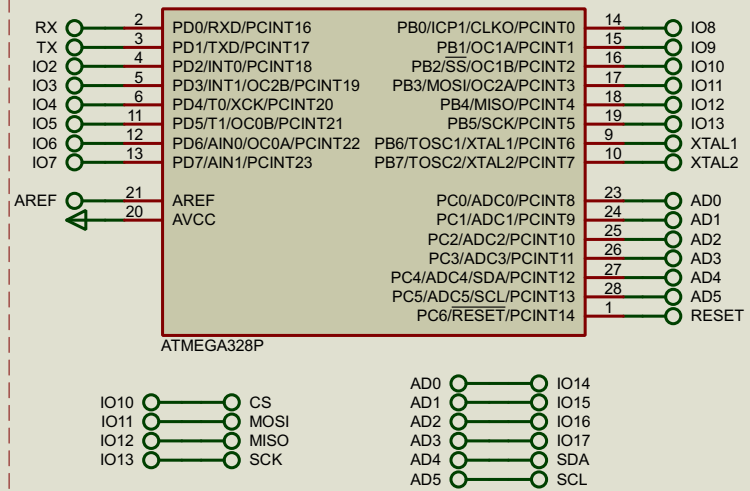 RX 2 PD0/RXD/PCINT16 PB0/ICP1/CLKO/PCINT0 14 IO8
TX 3 PD1/TXD/PCINT17 PB1/OC1A/PCINT1 15 IO9
IO2 4 PD2/INT0/PCINT18 PB2/SS/OC1B/PCINT2 16 IO10
IO3 5 PD3/INT1/OC2B/PCINT19 PB3/MOSI/OC2A/PCINT3 17 IO11
IO4 6 PD4/T0/XCK/PCINT20 PB4/MISO/PCINT4 18 IO12
IO5 11 PD5/T1/OC0B/PCINT21 PB5/SCK/PCINT5 19 IO13
IO6 12 PD6/AIN0/OC0A/PCINT22 PB6/TOSC1/XTAL1/PCINT6 9 XTAL1
IO7 13 PD7/AIN1/PCINT23 PB7/TOSC2/XTAL2/PCINT7 10 XTAL2
AREF 21 AREF PC0/ADC0/PCINT8 23 AD0
20 AVCC PC1/ADC1/PCINT9 24 AD1
PC2/ADC2/PCINT10 25 AD2
PC3/ADC3/PCINT11 26 AD3
PC4/ADC4/SDA/PCINT12 27 AD4
PC5/ADC5/SCL/PCINT13 28 AD5
PC6/RESET/PCINT14 1 RESET
ATMEGA328P
IO10 CS
IO11 MOSI
IO12 MISO
IO13 SCK
AD0 IO14
AD1 IO15
AD2 IO16
AD3 IO17
AD4 SDA
AD5 SCL